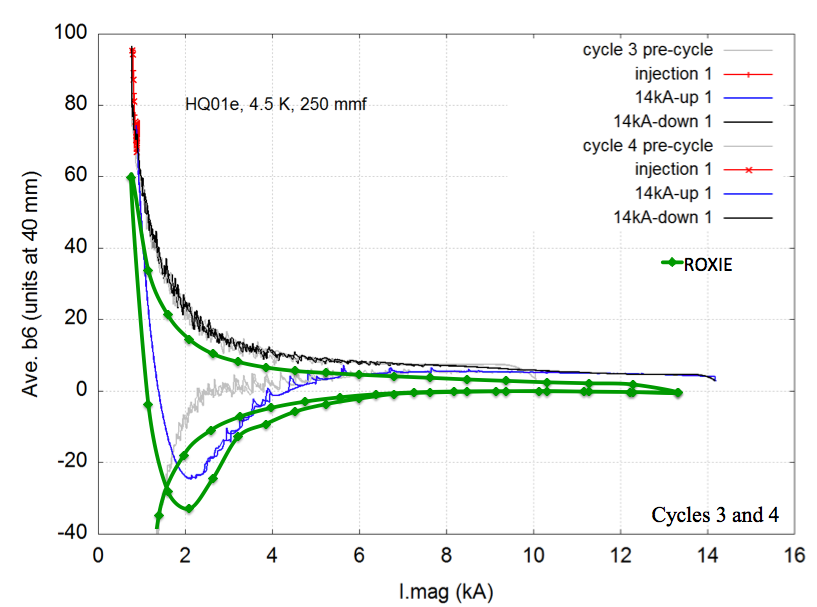 100
80
60
40
20
0
-20
-40
Ave. b6 (units at 40 mm)
HQ01e, 4.5 K, 250 mmf
cycle 3 pre-cycle
injection 1
14kA-up 1
14kA-down 1
cycle 4 pre-cycle
injection 1
14kA-up 1
14kA-down 1
ROXIE
Cycles 3 and 4
0 2 4 6 8 10 12 14 16
I.mag (kA)